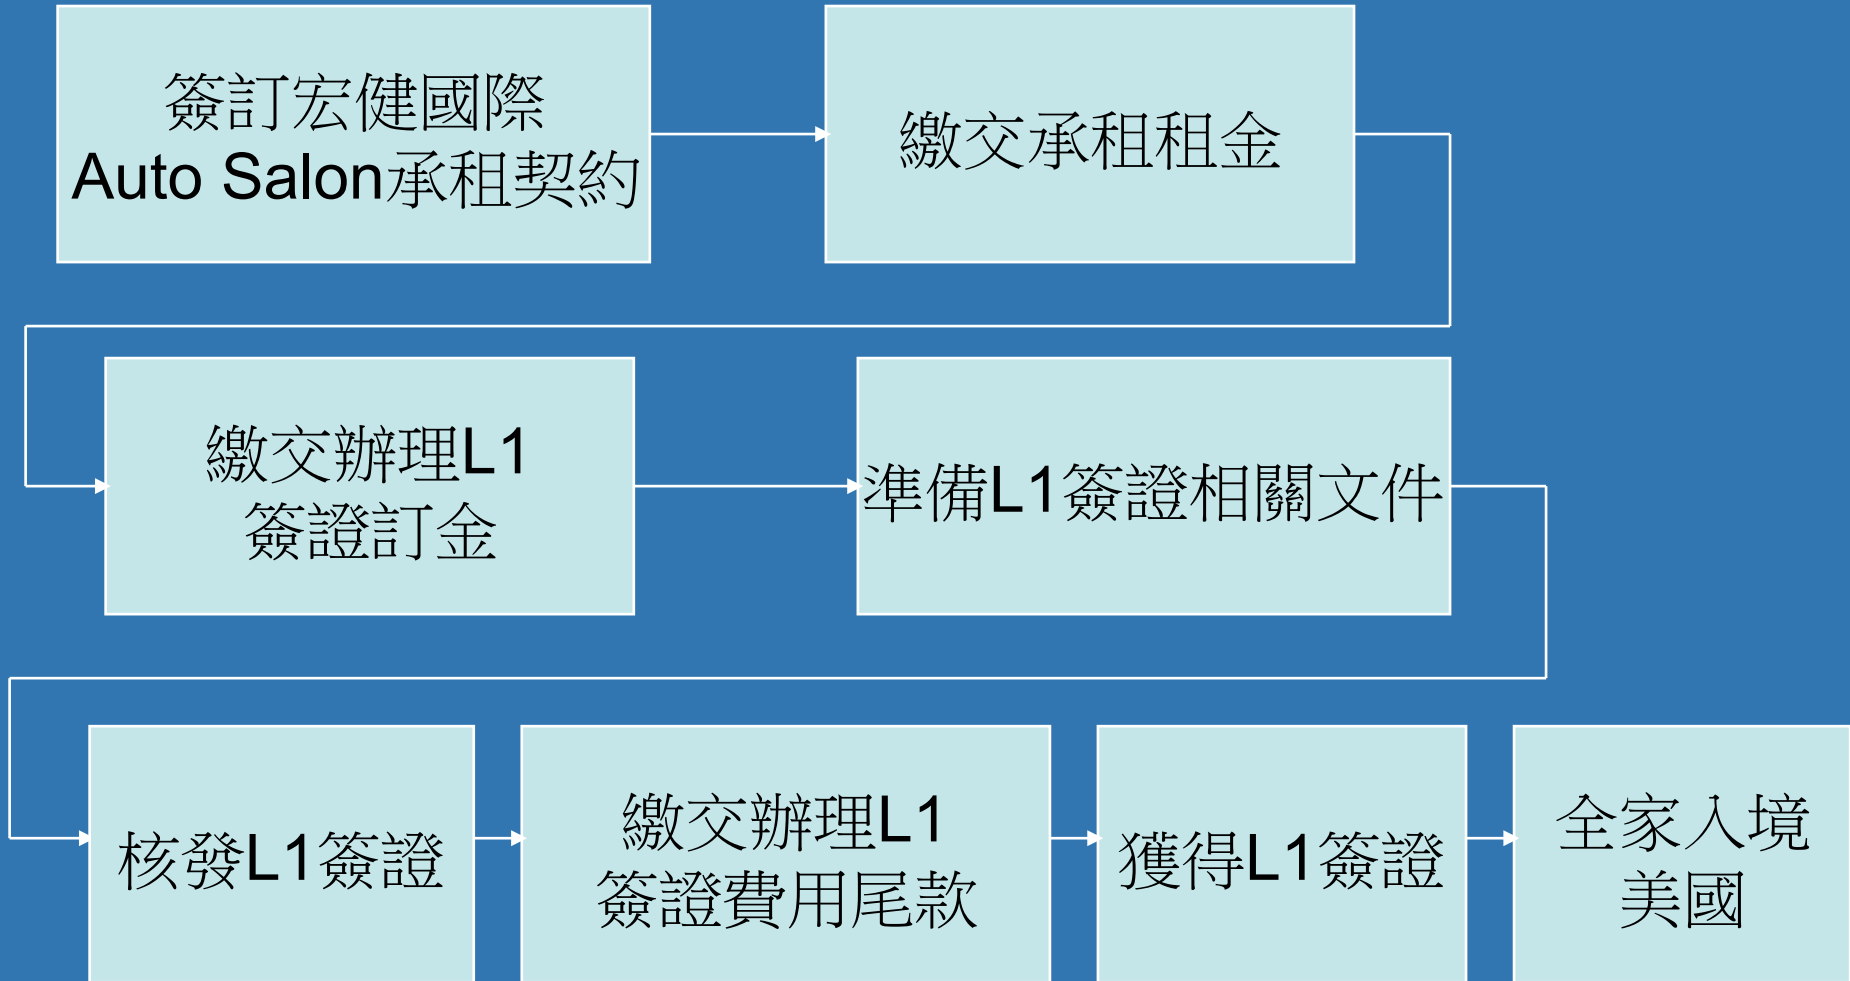 簽訂宏健國際
Auto Salon承租契約
繳交承租租金
繳交辦理L1
簽證訂金
準備L1簽證相關文件
核發L1簽證
繳交辦理L1
簽證費用尾款
獲得L1簽證
全家入境
美國